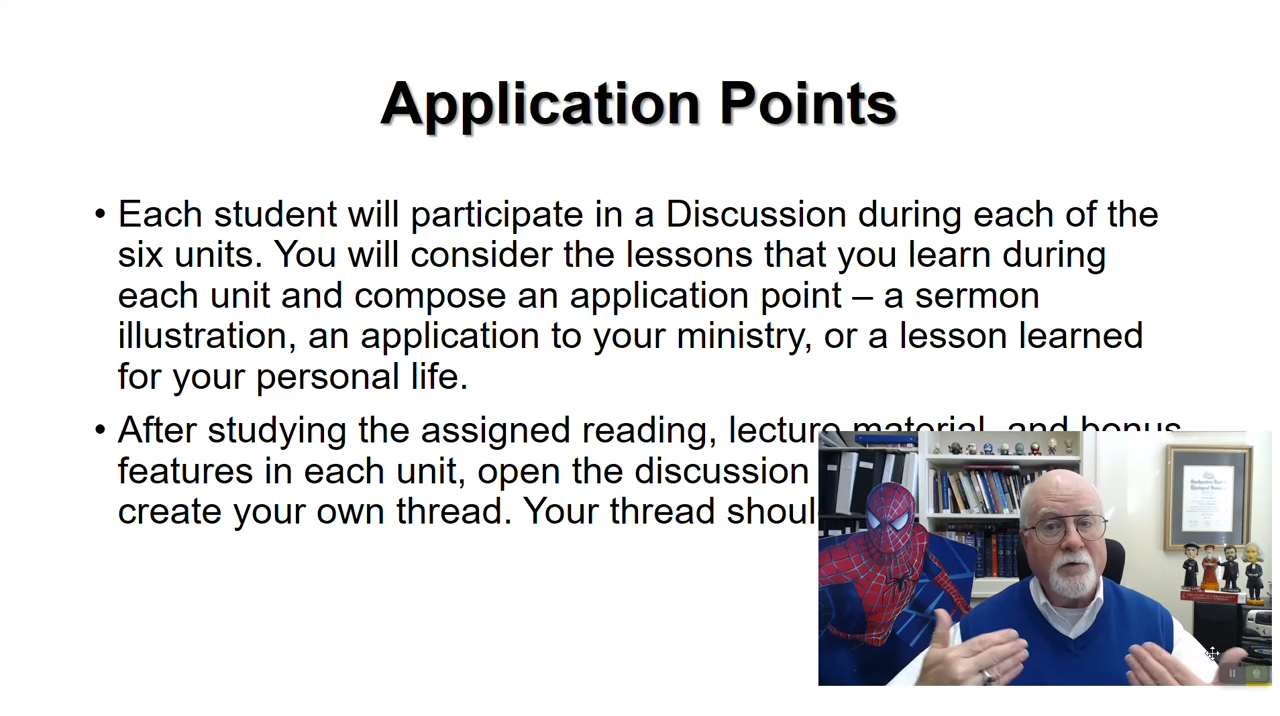 Application Points
• Each student will participate in a Discussion during each of the
six units. You will consider the lessons that you learn during
each unit and compose an application point – a sermon
illustration, an application to your ministry, or a lesson learned
for your personal life.
• After studying the assigned reading, lecture material, and bonus
features in each unit, open the discussion
create your own thread. Your thread